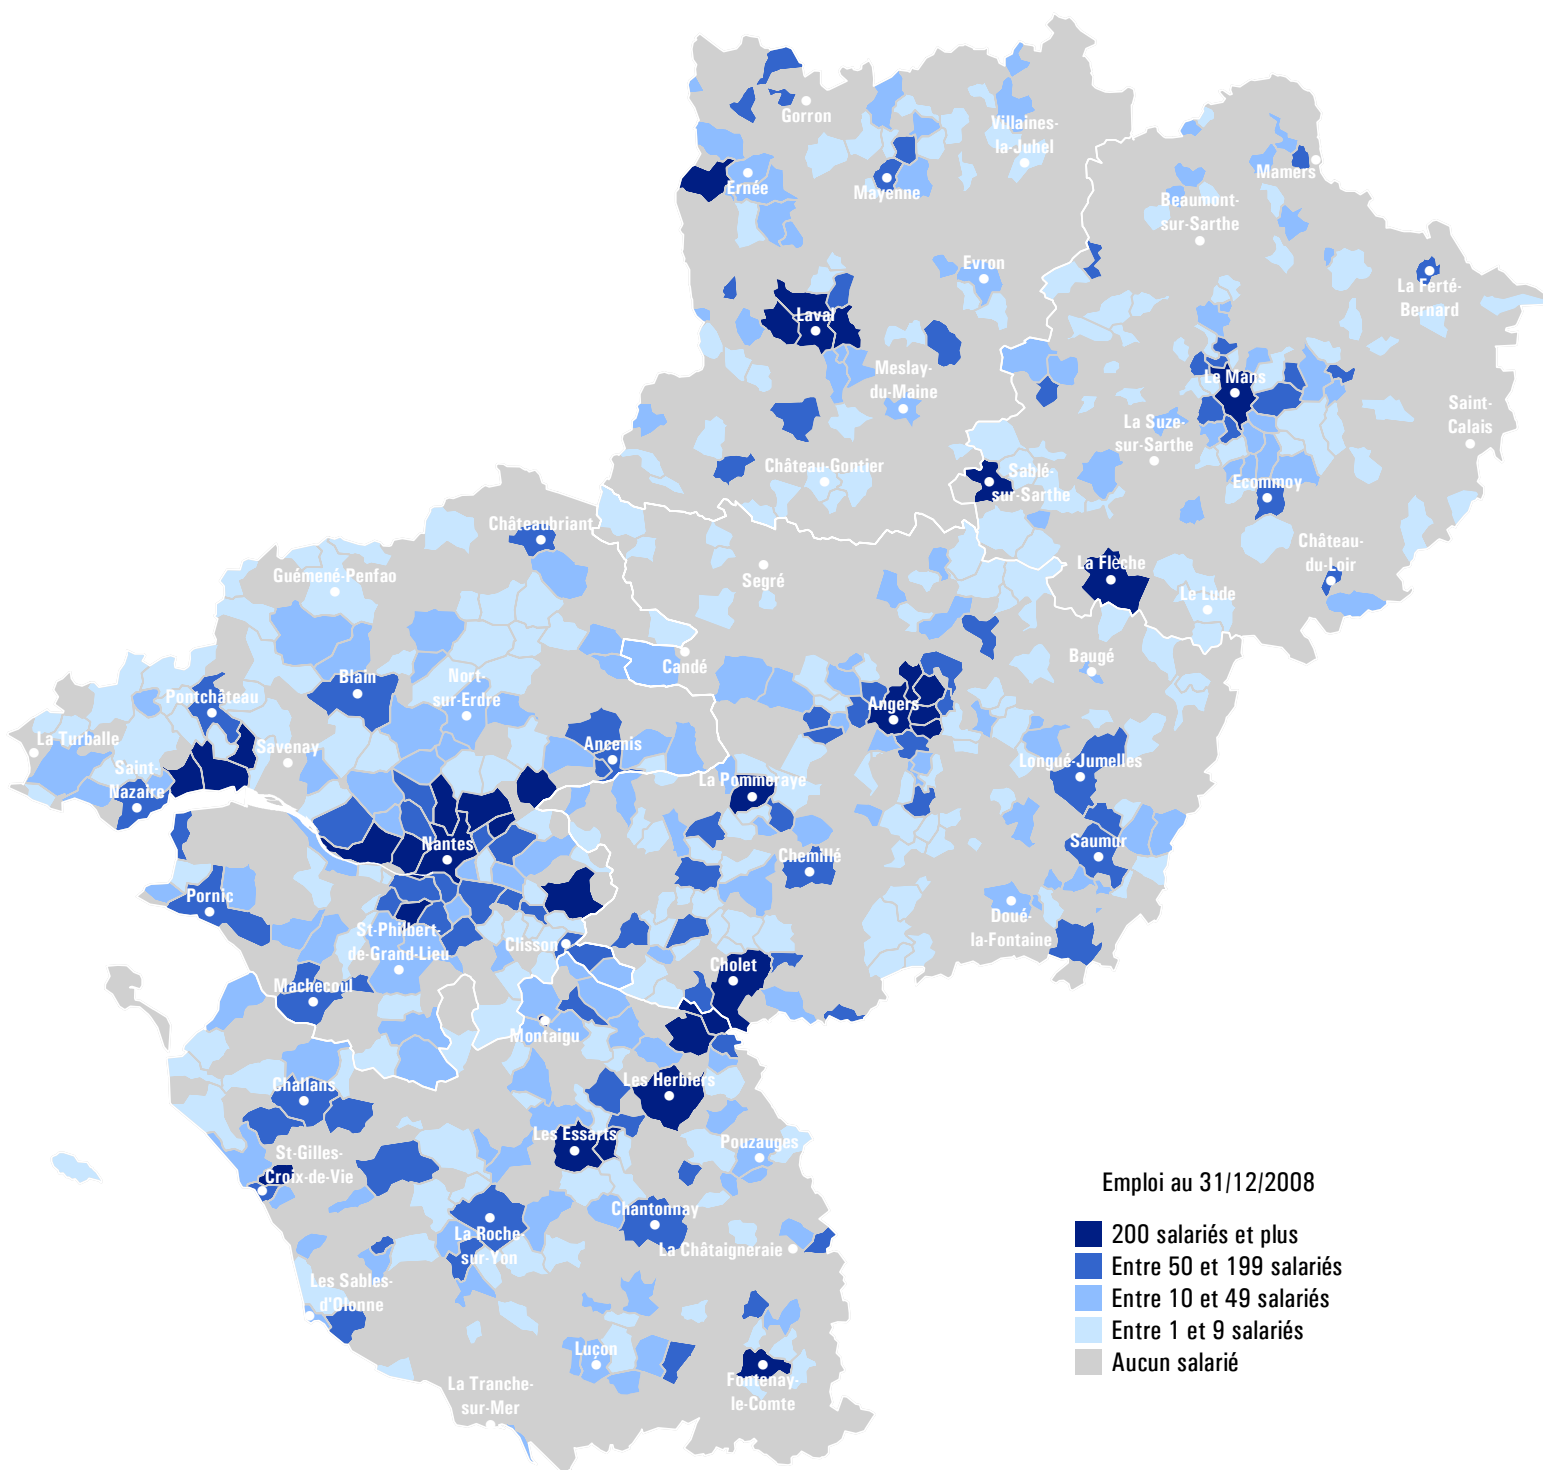 Gorron
Villaines-
la-Juhel
Mamers
Ernée
Mayenne
Beaumont-
sur-Sarthe
Evron
La Ferté-
Bernard
Laval
Meslay-
du-Maine
Le Mans
Saint-
Calais
La Suze-
sur-Sarthe
Château-Gontier
Sablé-
sur-Sarthe
Ecommoy
Châteaubriant
Château-
du-Loir
Guémené-Penfao
Segré
La Flèche
Le Lude
Candé
Baugé
Blain
Nort-
sur-Erdre
Pontchâteau
Angers
La Turballe
Savenay
Ancenis
Longué-Jumelles
Saint-
Nazaire
La Pommeraye
Nantes
Saumur
Chemillé
Pornic
Doué-
la-Fontaine
St-Philbert-
de-Grand-Lieu
Clisson
Cholet
Machecoul
Montaigu
Challans
Les Herbiers
Les Essarts
Pouzauges
St-Gilles-
Croix-de-Vie
Chantonnay
La Roche-
sur-Yon
La Châtaigneraie
Les Sables-
d'Olonne
Luçon
Fontenay-
le-Comte
La Tranche-
sur-Mer
Emploi au 31/12/2008
200 salariés et plus
Entre 50 et 199 salariés
Entre 10 et 49 salariés
Entre 1 et 9 salariés
Aucun salarié